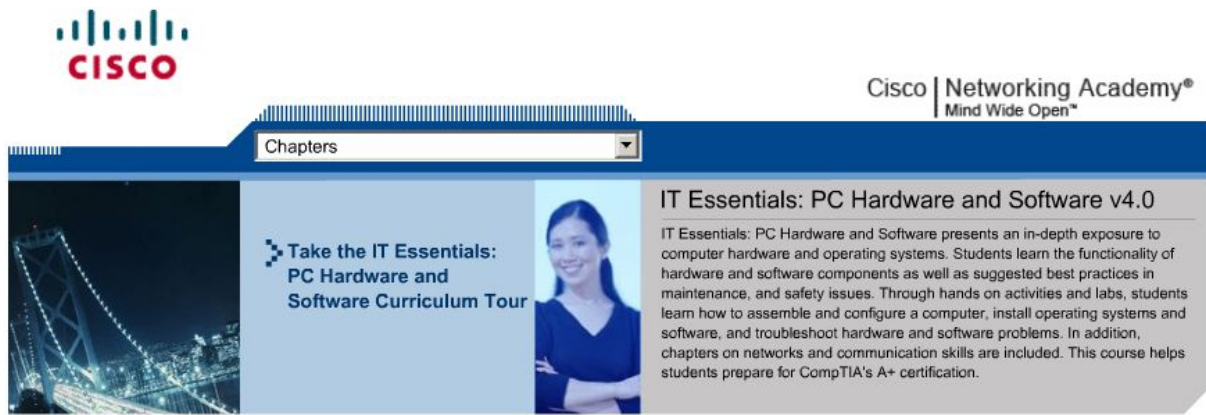 CISCO
Cisco | Networking Academy®
Mind Wide Open™
Chapters
Take the IT Essentials:
PC Hardware and
Software Curriculum Tour
IT Essentials: PC Hardware and Software v4.0
IT Essentials: PC Hardware and Software presents an in-depth exposure to
computer hardware and operating systems. Students learn the functionality of
hardware and software components as well as suggested best practices in
maintenance, and safety issues. Through hands on activities and labs, students
learn how to assemble and configure a computer, install operating systems and
software, and troubleshoot hardware and software problems. In addition,
chapters on networks and communication skills are included. This course helps
students prepare for CompTIA's A+ certification.